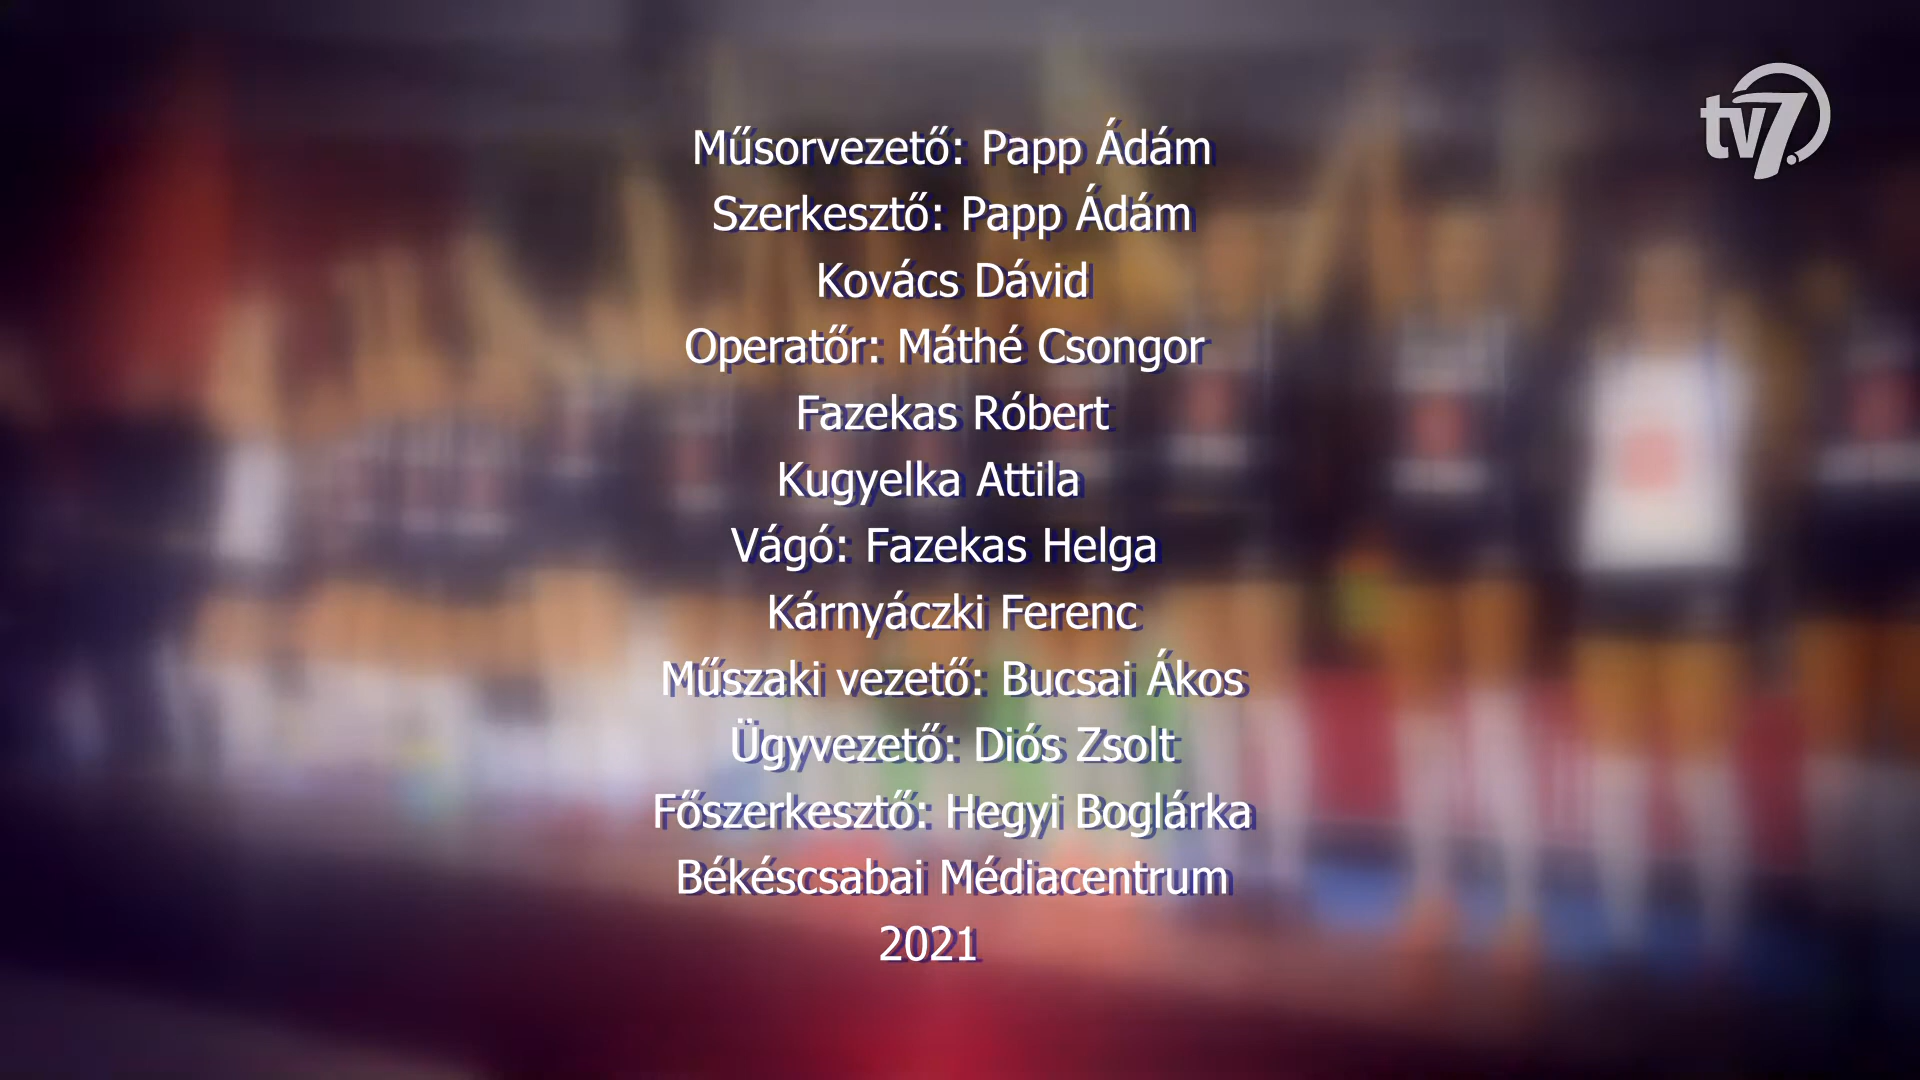 tv7.
Műsorvezető: Papp Ádám
Szerkesztő: Papp Ádám
Kovács Dávid
Operatőr: Máthé Csongor
Fazekas Róbert
Kugyelka Attila
Vágó: Fazekas Helga
Kárnyáczki Ferenc
Műszaki vezető: Bucsai Ákos
Ügyvezető: Diós Zsolt
Főszerkesztő: Hegyi Boglárka
Békéscsabai Médiacentrum
2021